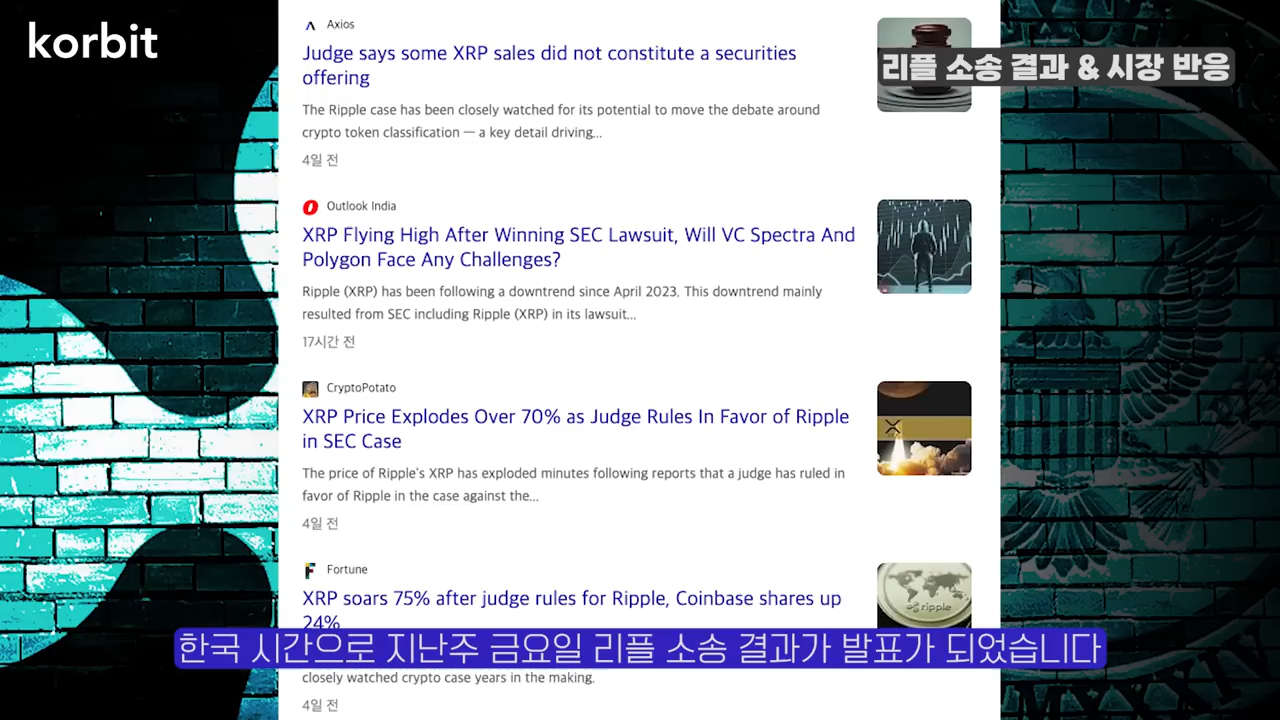 korbit
리플 소송 결과 & 시장 반응
Axios
Judge says some XRP sales did not constitute a securities
offering
The Ripple case has been closely watched for its potential to move the debate around
crypto token classification — a key detail driving...
4일 전
Outlook India
XRP Flying High After Winning SEC Lawsuit, Will VC Spectra And
Polygon Face Any Challenges?
Ripple (XRP) has been following a downtrend since April 2023. This downtrend mainly
resulted from SEC including Ripple (XRP) in its lawsuit...
17시간 전
CryptoPotato
XRP Price Explodes Over 70% as Judge Rules In Favor of Ripple
in SEC Case
The price of Ripple's XRP has exploded minutes following reports that a judge has ruled in
favor of Ripple in the case against the...
4일 전
Fortune
XRP soars 75% after judge rules for Ripple, Coinbase shares up
24%
ripple
한국 시간으로 지난주 금요일 리플 소송 결과가 발표가 되었습니다
closely watched crypto case years in the making.
4일 전